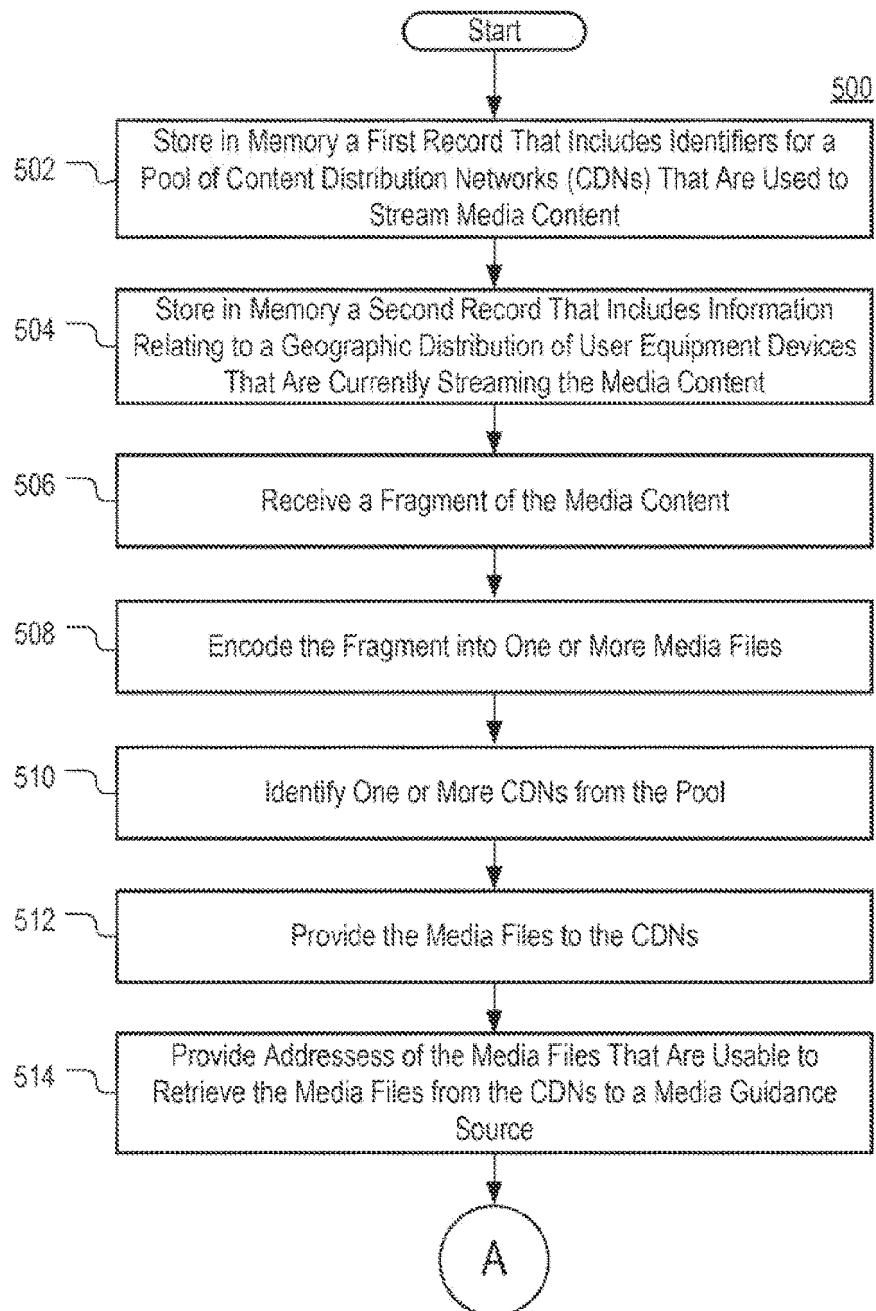 Start
500
502
Store in Memory a First Record That Includes Identifiers for a
Pool of Content Distribution Networks (CDNs) That Are Used to
Stream Media Content
504
Store in Memory a Second Record That Includes Information
Relating to a Geographic Distribution of User Equipment Devices
That Are Currently Streaming the Media Content
506
Receive a Fragment of the Media Content
508
Encode the Fragment into One or More Media Files
510
Identify One or More CDNs from the Pool
512
Provide the Media Files to the CDNs
514
Provide Addressess of the Media Files That Are Usable to
Retrieve the Media Files from the CDNs to a Media Guidance
Source
A